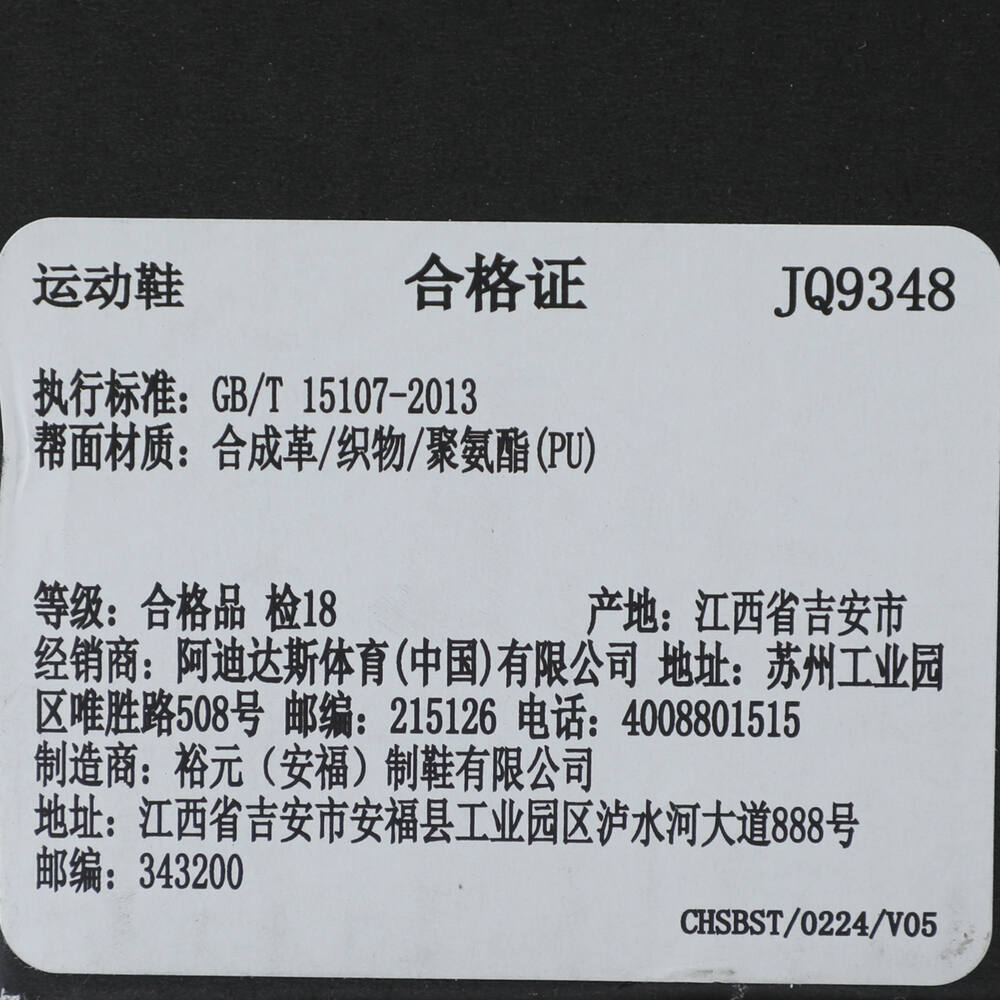 运动鞋 合格证 JQ9348
执行标准：GB/T 15107-2013
帮面材质：合成革/织物/聚氨酯(PU)
等级：合格品 检18 产地：江西省吉安市
经销商：阿迪达斯体育(中国)有限公司 地址：苏州工业园
区唯胜路508号 邮编：215126 电话：4008801515
制造商：裕元（安福）制鞋有限公司
地址：江西省吉安市安福县工业园区泸水河大道888号
邮编：343200
CHSBST/0224/V05